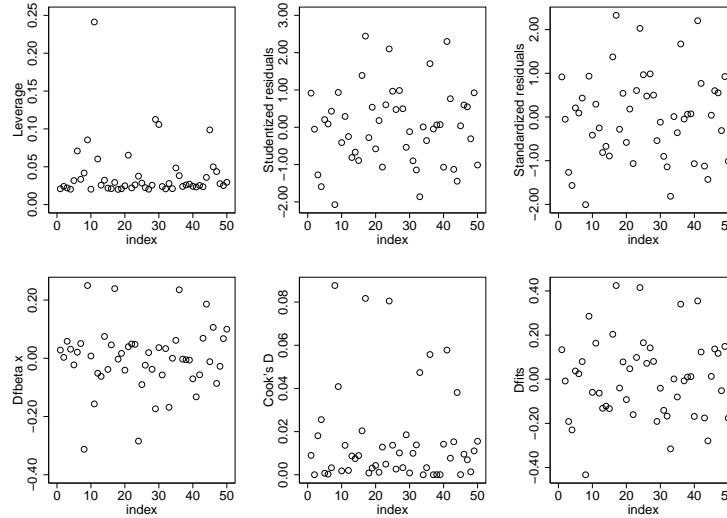 0.00 0.05 0.10 0.15 0.20 0.25
Leverage
0 10 20 30 40 50
index
−2.00 −1.00 0.00 1.00 2.00 3.00
Studentized residuals
0 10 20 30 40 50
index
−2.00 −1.00 0.00 1.00 2.00
Standardized residuals
0 10 20 30 40 50
index
−0.40 −0.20 0.00 0.20
Dfbeta x
0 10 20 30 40 50
index
0.00 0.02 0.04 0.06 0.08
Cook's D
0 10 20 30 40 50
index
−0.40 −0.20 0.00 0.20 0.40
Dfits
0 10 20 30 40 50
index